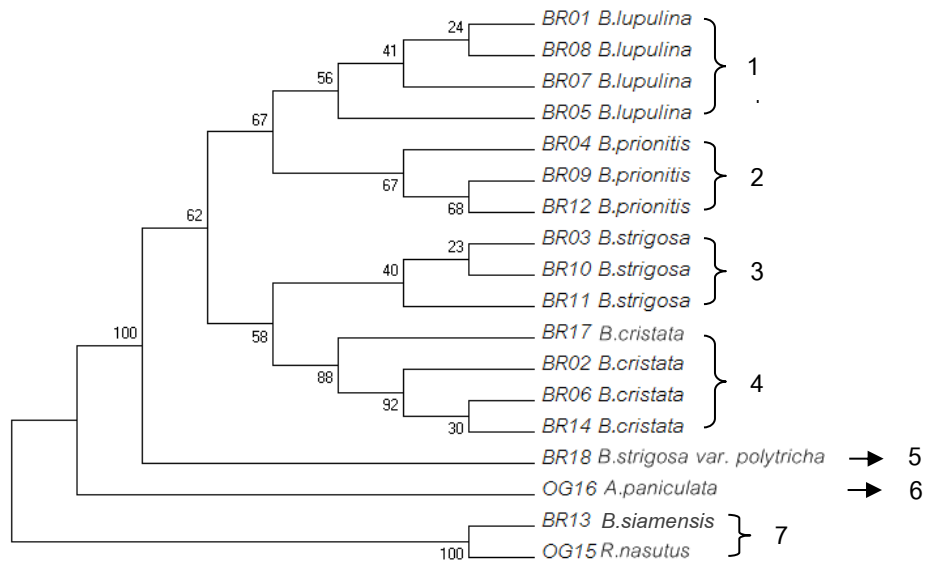 24 BR01 B.lupulina
41 BR08 B.lupulina
56 BR07 B.lupulina 1
67 BR05 B.lupulina
BR04 B.prionitis
67 BR09 B.prionitis 2
68 BR12 B.prionitis
62 BR03 B.strigosa
23 BR10 B.strigosa 3
40 BR11 B.strigosa
100 58 BR17 B.cristata
88 BR02 B.cristata 4
92 BR06 B.cristata
30 BR14 B.cristata
BR18 B.strigosa var. polytricha 5
OG16 A.paniculata 6
BR13 B.siamensis 7
100 OG15 R.nasutus